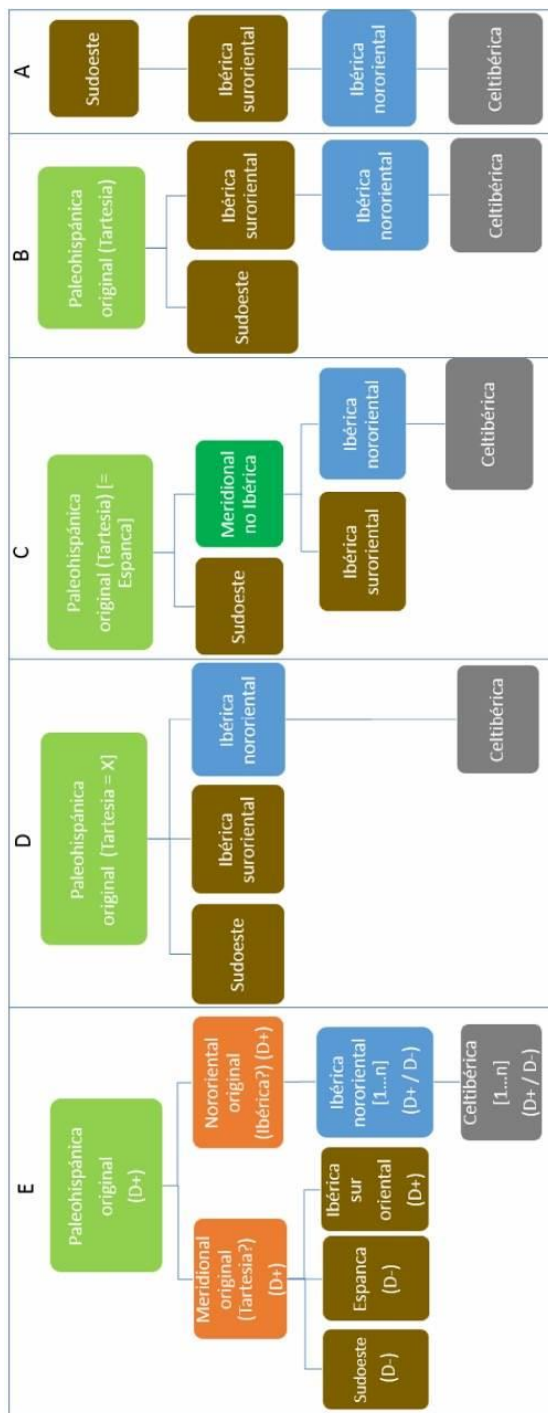 E
Paleohispánica
original
(D+)
Meridional
original
(Tartesia?)
(D+)
Nororiental
original
(Ibérica?) (D+)
Sudoeste
(D-)
Espanca
(D-)
Ibérica
sur
oriental
(D+)
Ibérica
nororiental
[1...n]
(D+ / D-)
Celtibérica
[1...n]
(D+ / D-)
D
Paleohispánica
original (Tartesia = X]
Sudoeste
Ibérica
suroriental
Ibérica
nororiental
Celtibérica
C
Paleohispánica
original (Tartesia) [=
Espanca]
Sudoeste
Meridional
no Ibérica
Ibérica
suroriental
Ibérica
nororiental
Celtibérica
B
Paleohispánica
original (Tartesia)
Sudoeste
Ibérica
suroriental
Ibérica
nororiental
Celtibérica
A
Sudoeste
Ibérica
suroriental
Ibérica
nororiental
Celtibérica